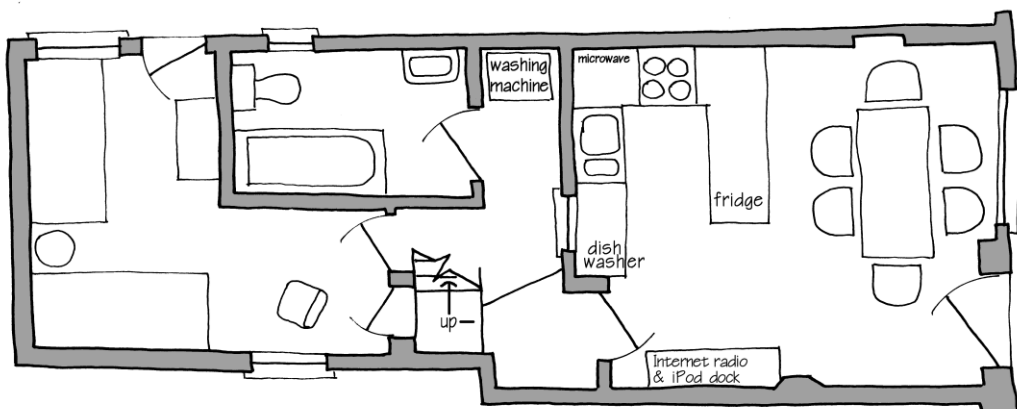 washing
machine
microwave
fridge
dish
washer
up
Internet radio
& iPod dock